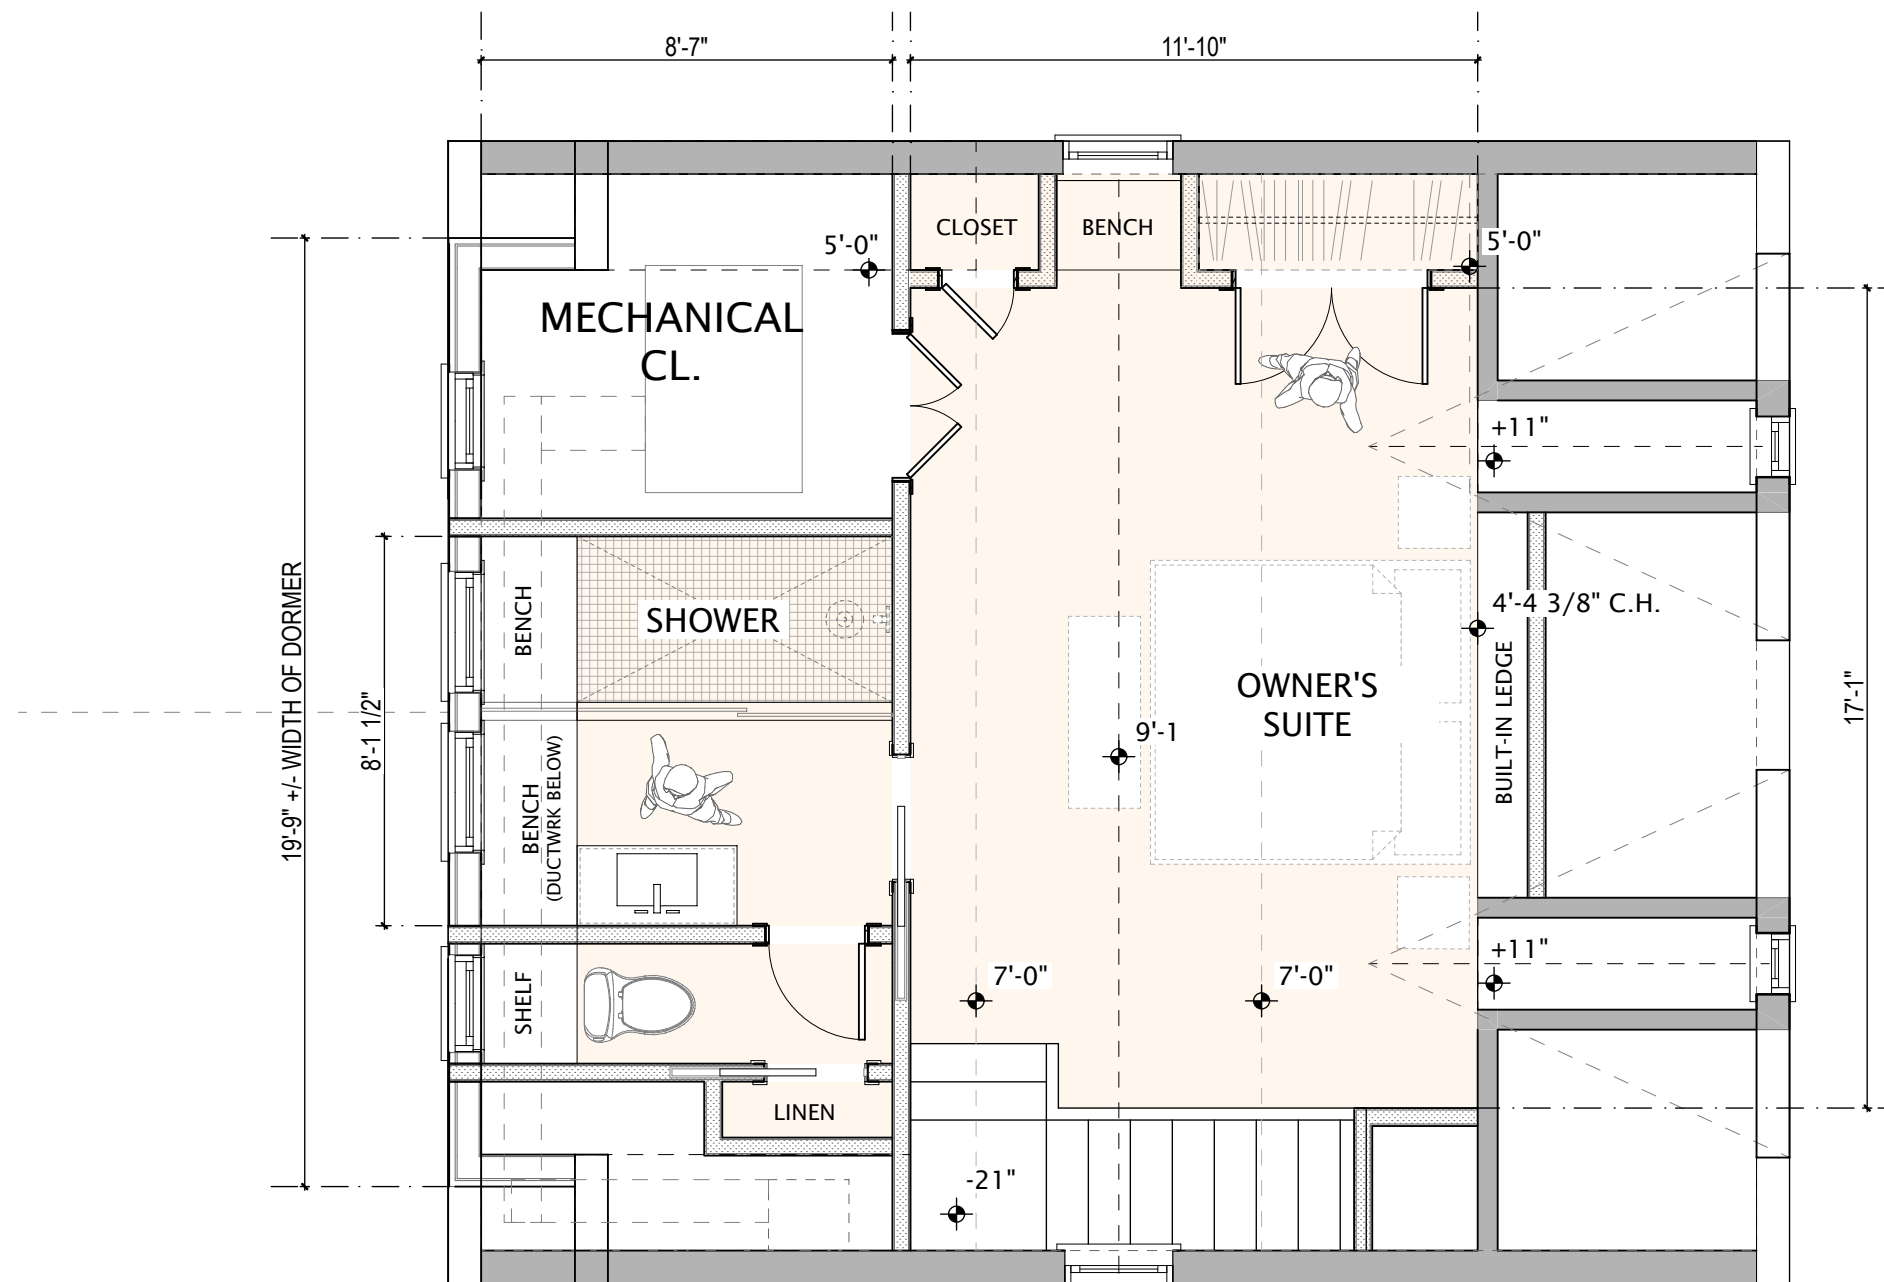 8'-7"
11'-10"
CLOSET
BENCH
5'-0"
5'-0"
MECHANICAL
CL.
+11"
19'-9" +/- WIDTH OF DORMER
8'-1 1/2"
BENCH
SHOWER
4'-4 3/8" C.H.
OWNER'S
SUITE
BUILT-IN LEDGE
17'-1"
9'-1
BENCH
(DUCTWRK BELOW)
+11"
SHELF
7'-0"
7'-0"
LINEN
-21"